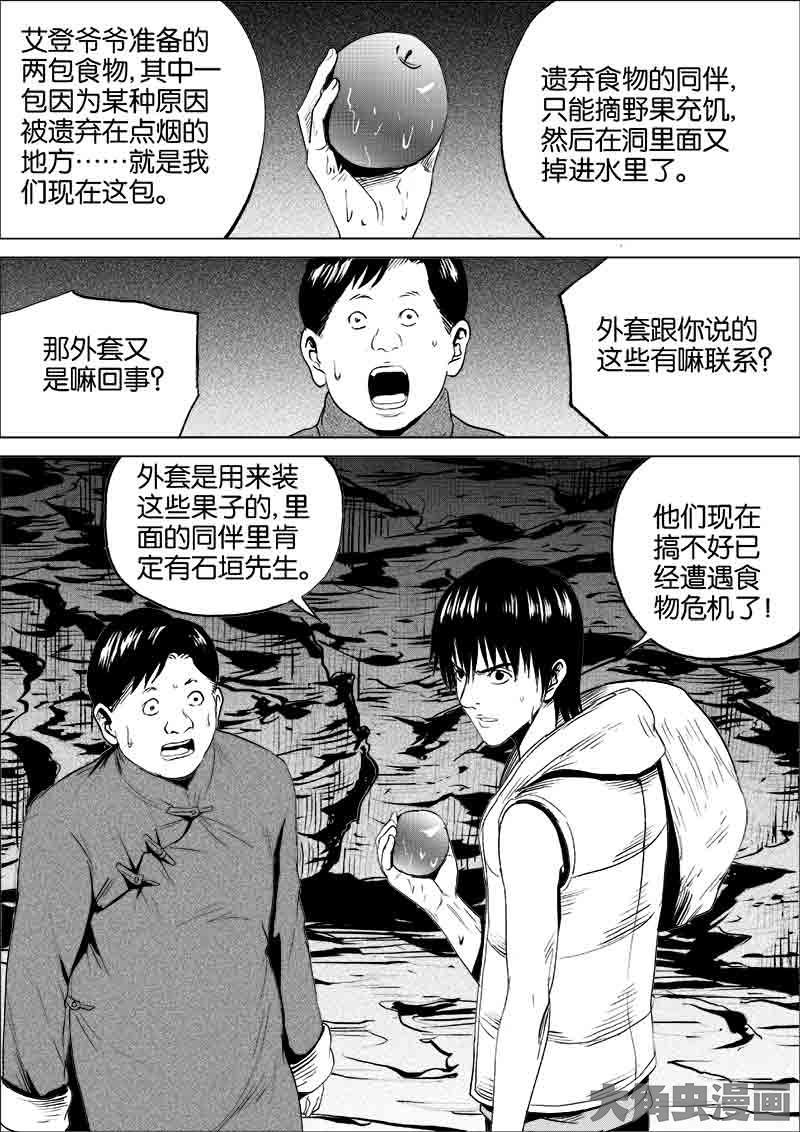 艾登爷爷准备的
两包食物，其中一
包因为某种原因
被遗弃在点烟的
地方……就是我
们现在这包。
遗弃食物的同伴，
只能摘野果充饥，
然后在洞里面又
掉进水里了。
那外套又
是嘛回事？
外套跟你说的
这些有嘛联系？
外套是用来装
这些果子的，里
面的同伴里肯
定有石垣先生。
他们现在
搞不好已
经遭遇食
物危机了！
大角虫漫画